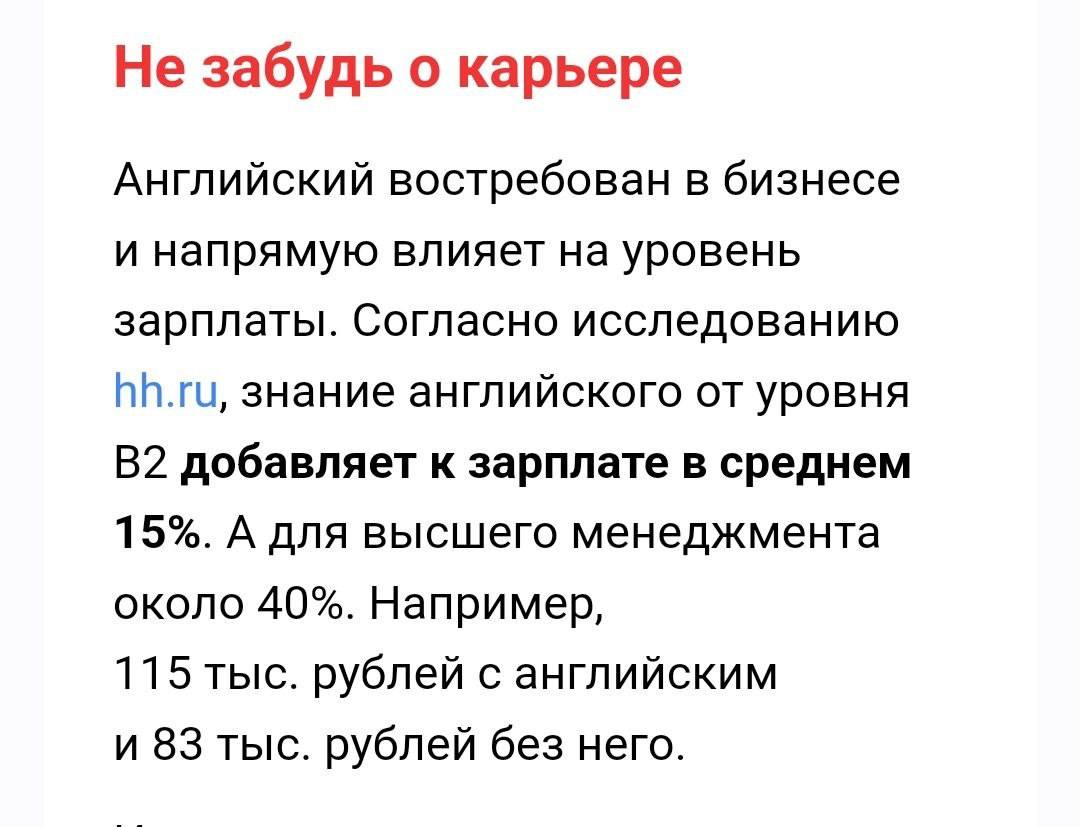 Не забудь о карьере
Английский востребован в бизнесе
и напрямую влияет на уровень
зарплаты. Согласно исследованию
hh.ru, знание английского от уровня
B2 добавляет к зарплате в среднем
15%. А для высшего менеджмента
около 40%. Например,
115 тыс. рублей с английским
и 83 тыс. рублей без него.